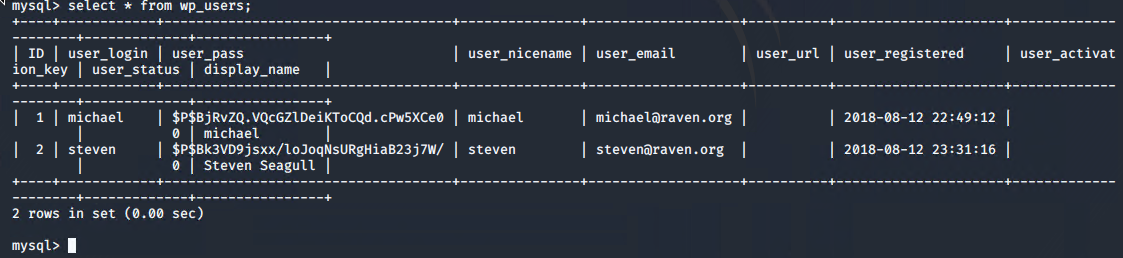 mysql> select * from wp_users;
+----+------------+------------------------------------+---------------+-------------------+----------+---------------------+-------------
--------+-------------+----------------+
| ID | user_login | user_pass                          | user_nicename | user_email        | user_url | user_registered     | user_activat
ion_key | user_status | display_name   |
+----+------------+------------------------------------+---------------+-------------------+----------+---------------------+-------------
--------+-------------+----------------+
|  1 | michael    | $P$BjRvZQ.VQcGZlDeiKToCQd.cPw5XCe0 | michael       | michael@raven.org |          | 2018-08-12 22:49:12 |
        |           0 | michael        |
|  2 | steven     | $P$Bk3VD9jsxx/loJoqNsURgHiaB23j7W/ | steven        | steven@raven.org  |          | 2018-08-12 23:31:16 |
        |           0 | Steven Seagull |
+----+------------+------------------------------------+---------------+-------------------+----------+---------------------+-------------
--------+-------------+----------------+
2 rows in set (0.00 sec)
mysql>